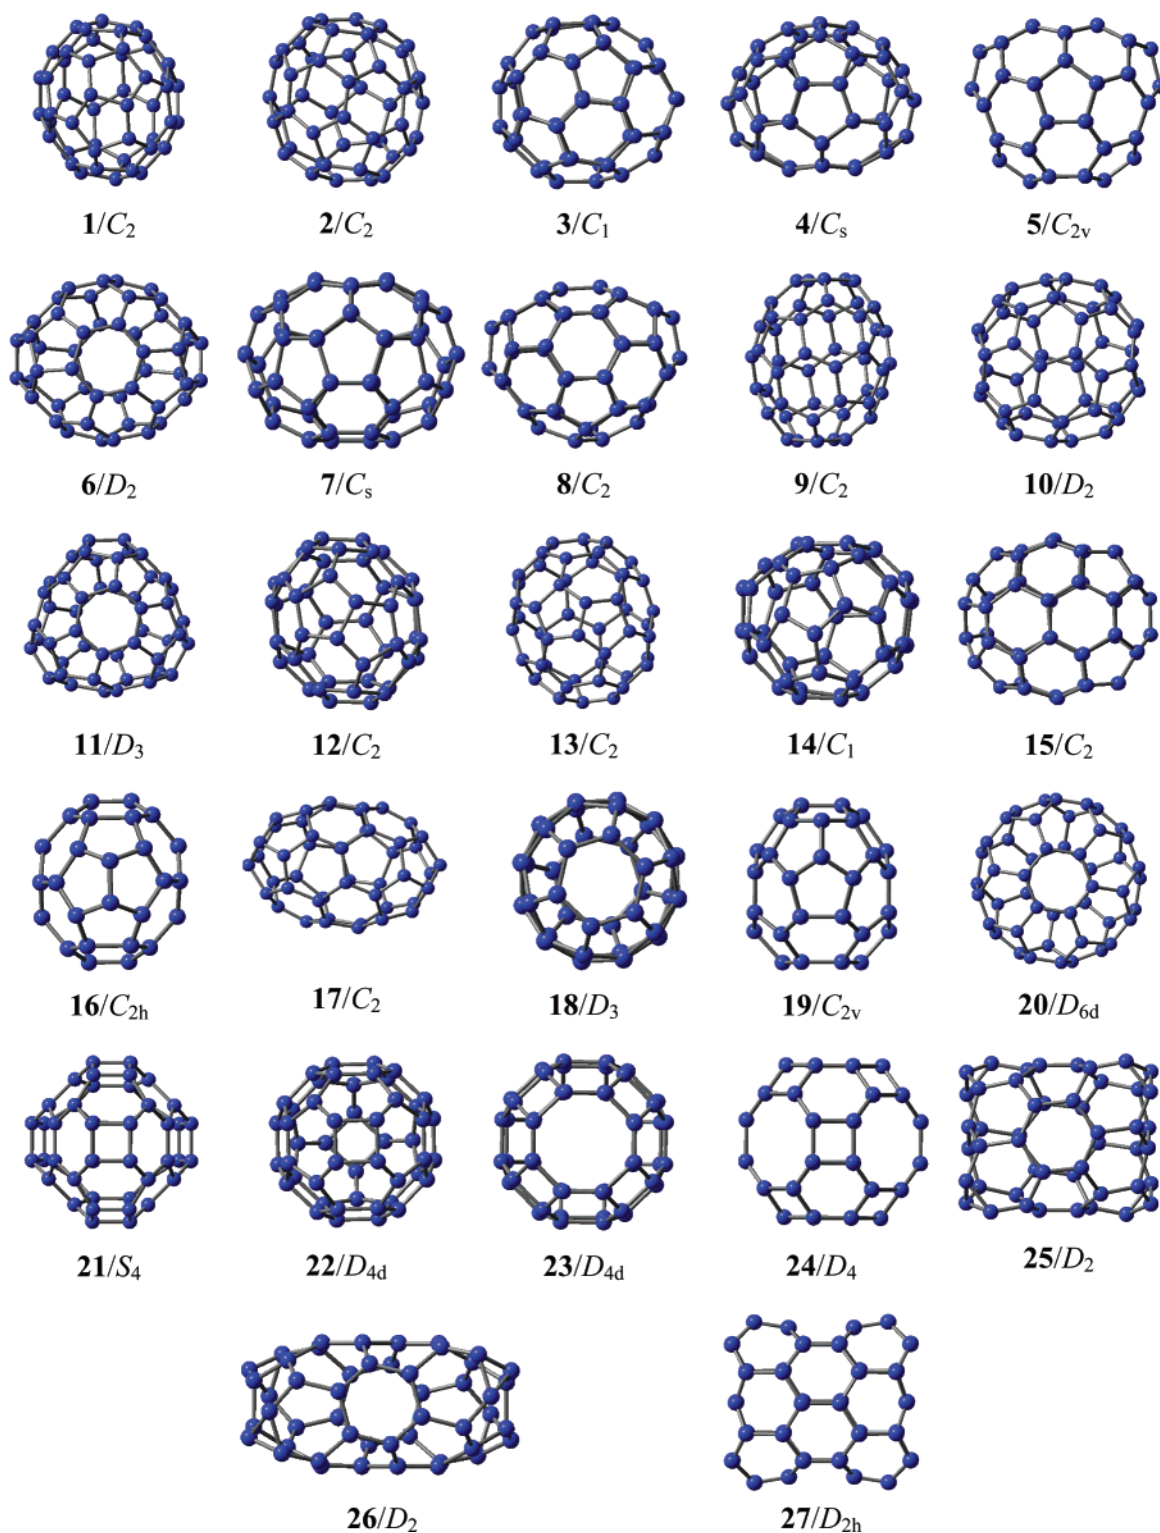 1/C₂ 2/C₂ 3/C₁ 4/Cₛ 5/C₂ᵥ
6/D₂ 7/Cₛ 8/C₂ 9/C₂ 10/D₂
11/D₃ 12/C₂ 13/C₂ 14/C₁ 15/C₂
16/C₂ₕ 17/C₂ 18/D₃ 19/C₂ᵥ 20/D₆d
21/S₄ 22/D₄d 23/D₄d 24/D₄ 25/D₂
26/D₂ 27/D₂ₕ